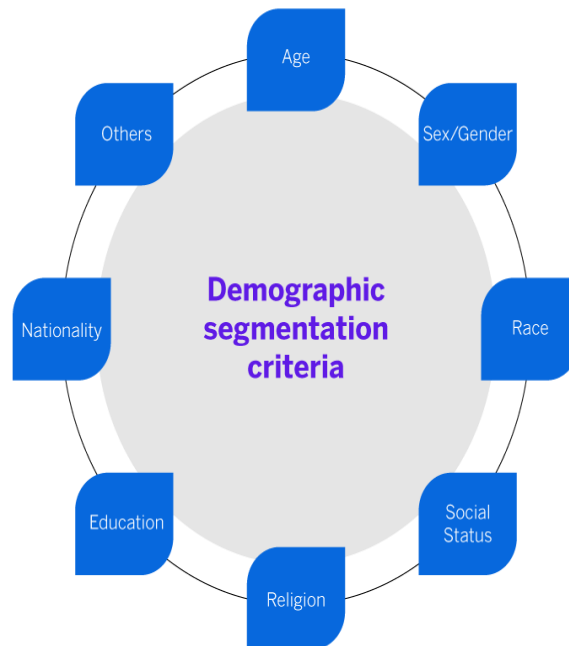 Age
Sex/Gender
Race
Social
Status
Religion
Education
Nationality
Others
Demographic
segmentation
criteria